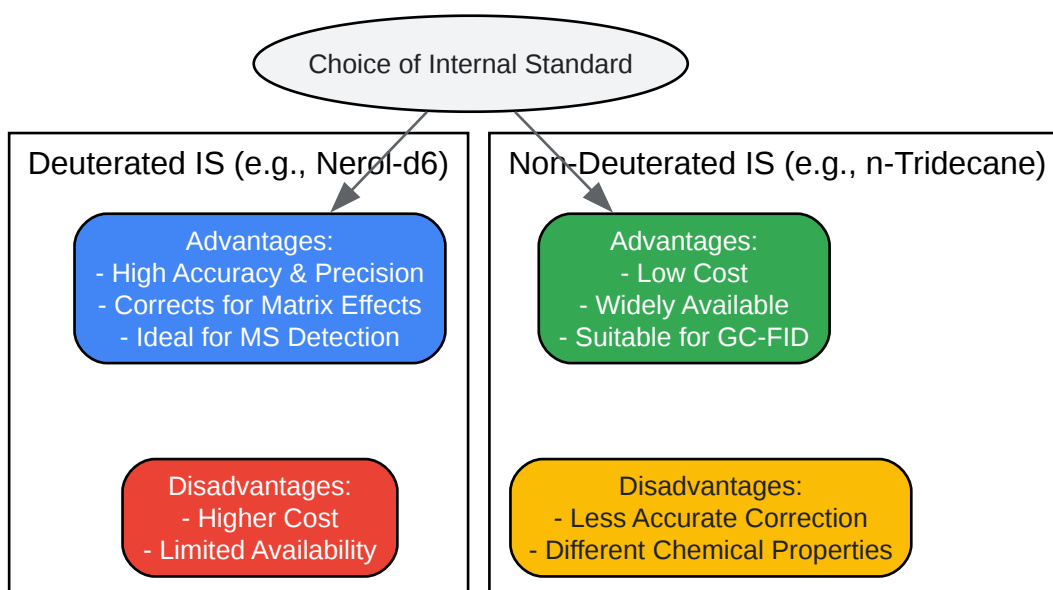 Choice of Internal Standard
Deuterated IS (e.g., Nerol-d6)
Advantages:
- High Accuracy & Precision
- Corrects for Matrix Effects
- Ideal for MS Detection
Disadvantages:
- Higher Cost
- Limited Availability
Non-Deuterated IS (e.g., n-Tridecane)
Advantages:
- Low Cost
- Widely Available
- Suitable for GC-FID
Disadvantages:
- Less Accurate Correction
- Different Chemical Properties